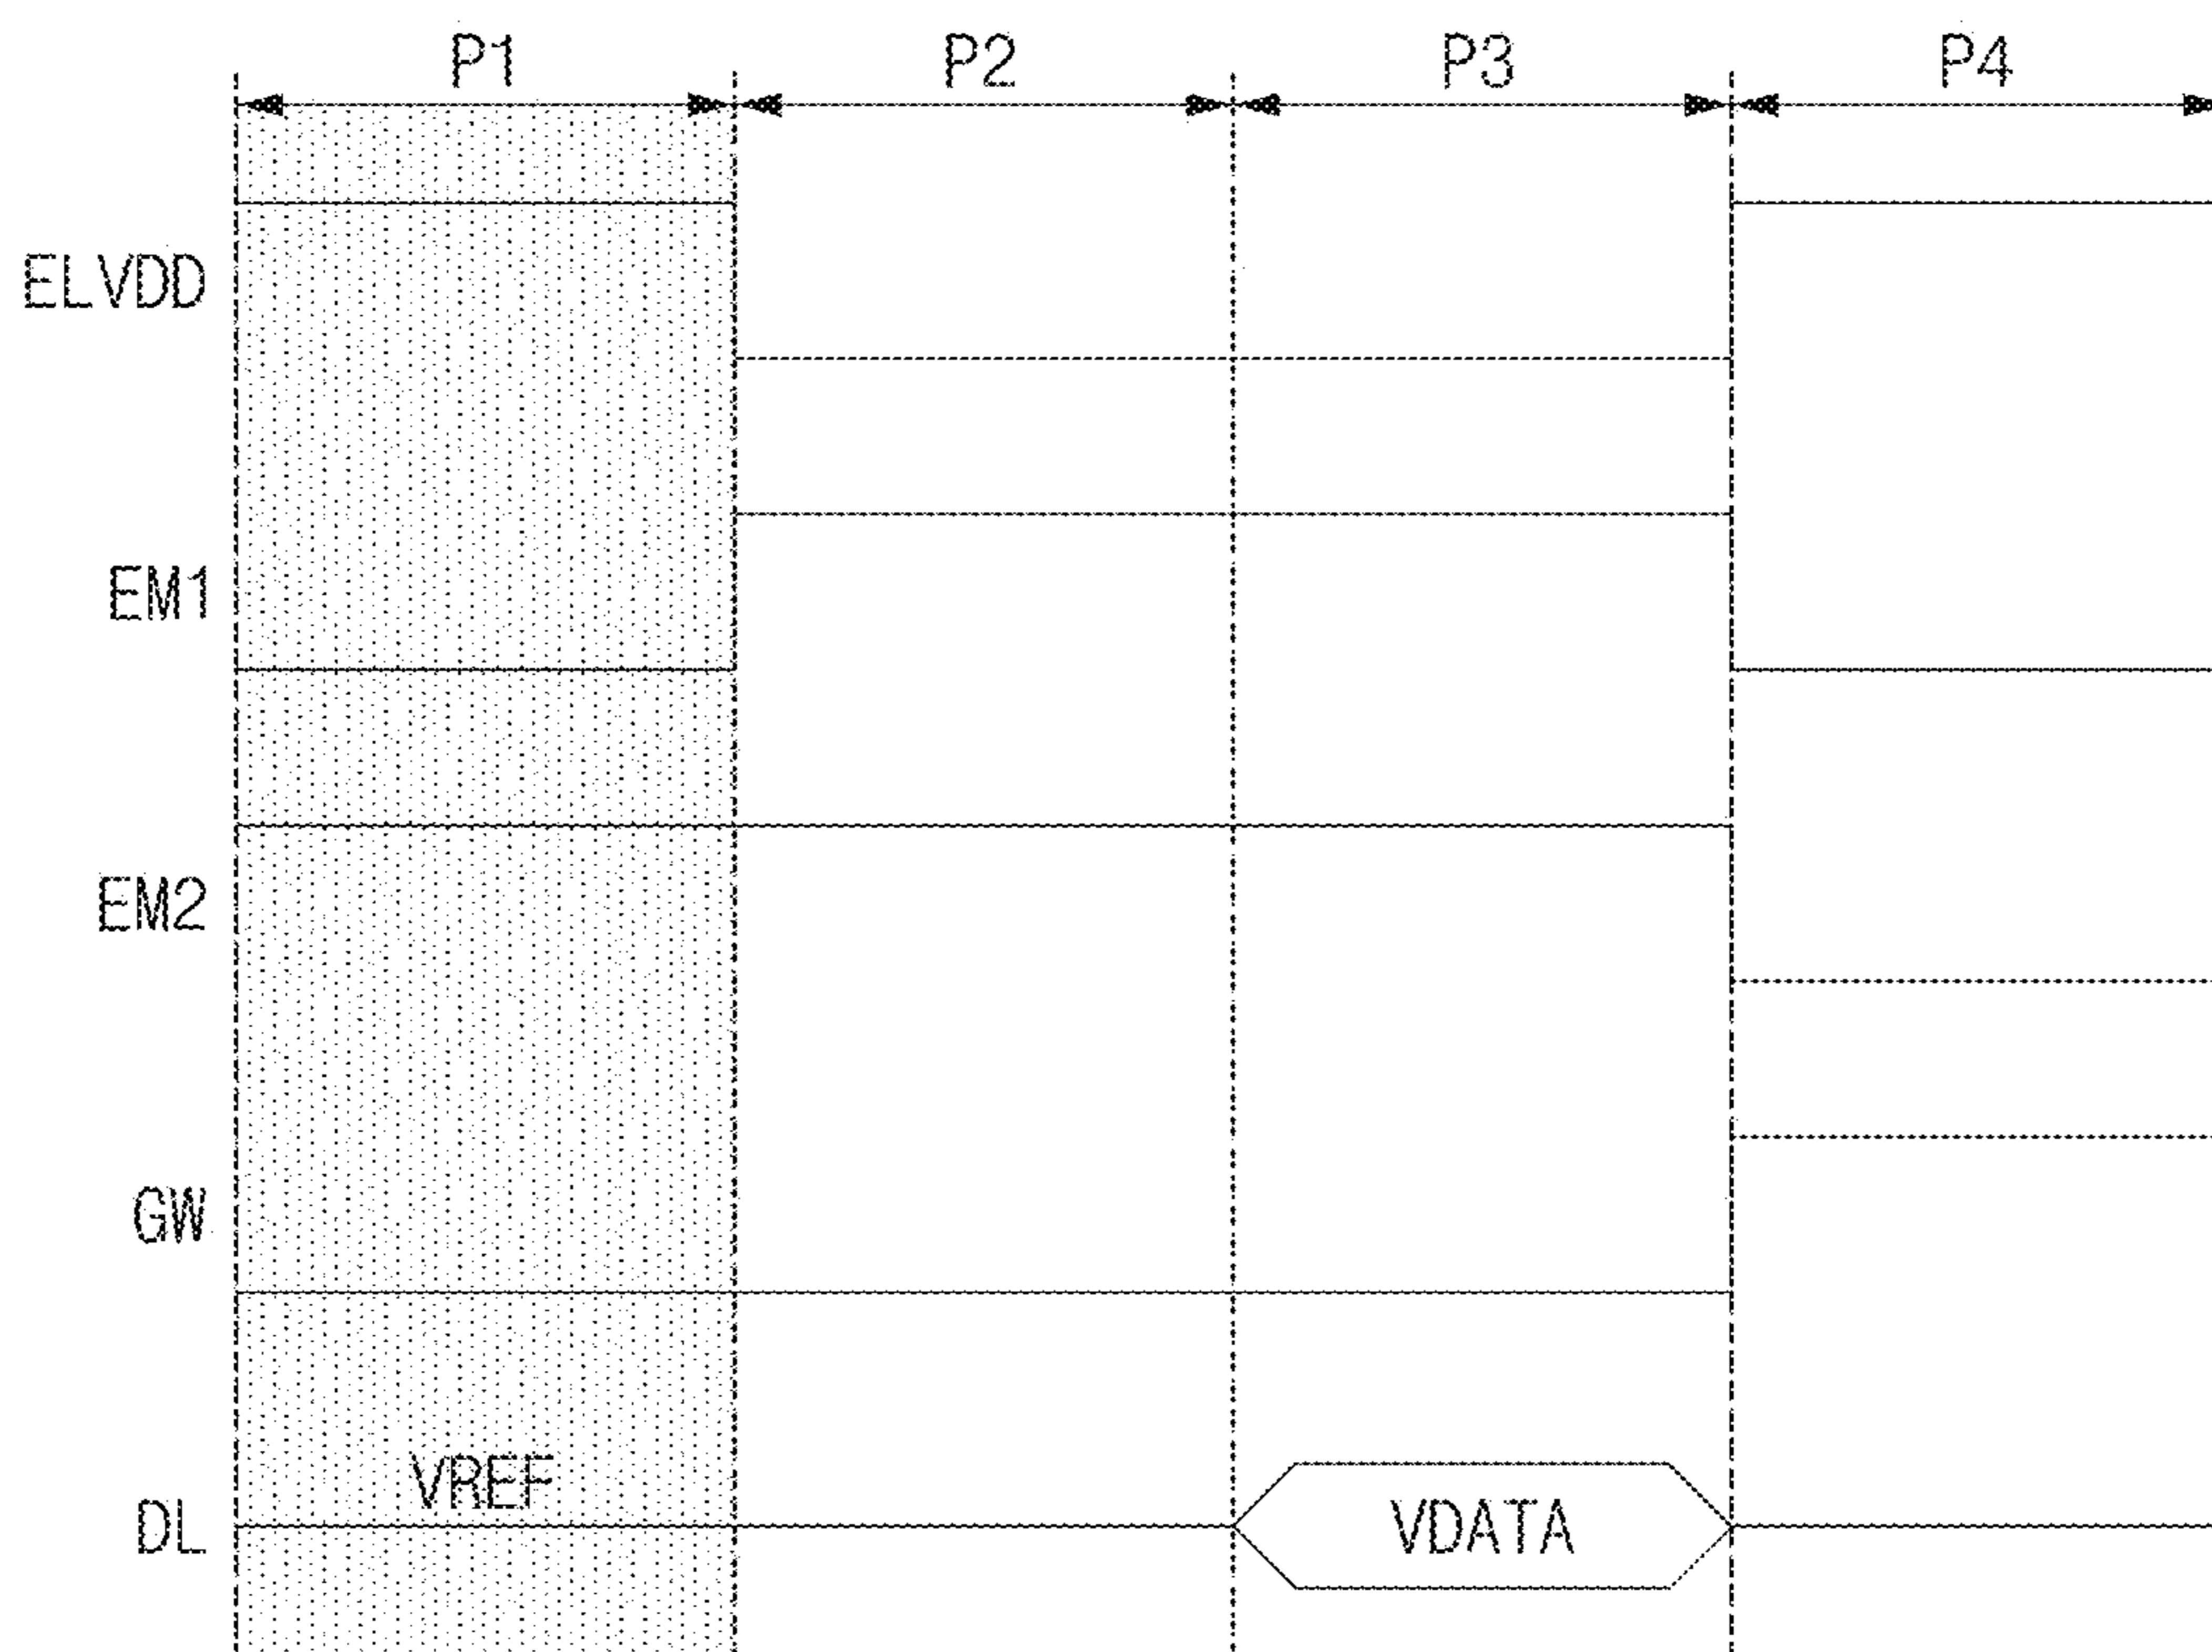 P1 P2 P3 P4
ELVDD
EM1
EM2
GW
VREF
DL VDATA